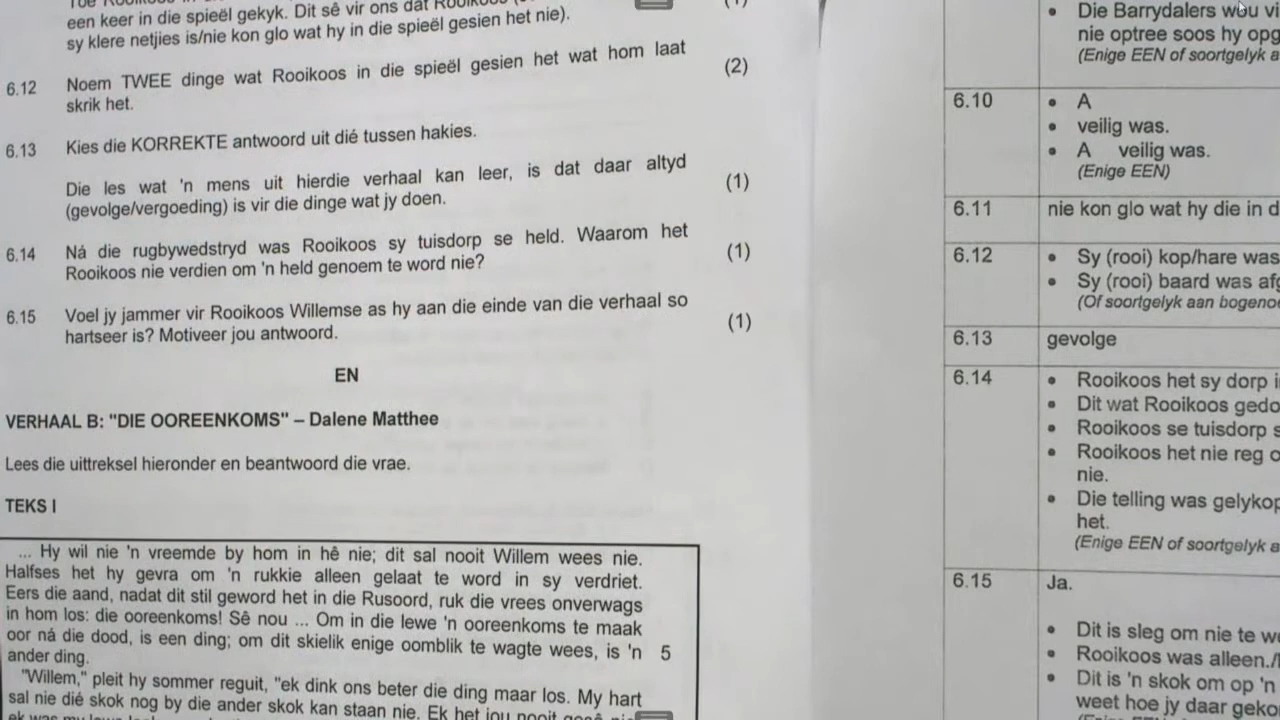 een keer in die spieël gekyk. Dit sê vir ons dat
sy klere netjies is/nie kon glo wat hy in die spieël gesien het nie).
6.12 Noem TWEE dinge wat Rooikoos in die spieël gesien het wat hom laat (2)
skrik het.
6.13 Kies die KORREKTE antwoord uit dié tussen hakies.
Die les wat 'n mens uit hierdie verhaal kan leer, is dat daar altyd (1)
(gevolge/vergoeding) is vir die dinge wat jy doen.
6.14 Ná die rugbywedstryd was Rooikoos sy tuisdorp se held. Waarom het (1)
Rooikoos nie verdien om 'n held genoem te word nie?
6.15 Voel jy jammer vir Rooikoos Willemse as hy aan die einde van die verhaal so (1)
hartseer is? Motiveer jou antwoord.
EN
VERHAAL B: "DIE OOREENKOMS" – Dalene Matthee
Lees die uittreksel hieronder en beantwoord die vrae.
TEKS I
... Hy wil nie 'n vreemde by hom in hê nie; dit sal nooit Willem wees nie.
Halfses het hy gevra om 'n rukkie alleen gelaat te word in sy verdriet.
Eers die aand, nadat dit stil geword het in die Rusoord, ruk die vrees onverwags
in hom los: die ooreenkoms! Sê nou ... Om in die lewe 'n ooreenkoms te maak
oor ná die dood, is een ding; om dit skielik enige oomblik te wagte wees, is 'n 5
ander ding.
"Willem," pleit hy sommer reguit, "ek dink ons beter die ding maar los. My hart
sal nie dié skok nog by die ander skok kan staan nie. Ek het jou nooit
• Die Barrydalers wou
nie optree soos hy
(Enige EEN of soortgelyk
6.10 • A
• veilig was.
• A veilig was.
(Enige EEN)
6.11 nie kon glo wat hy die in
6.12 • Sy (rooi) kop/hare was
• Sy (rooi) baard was
(Of soortgelyk aan
6.13 gevolge
6.14 • Rooikoos het sy dorp
• Dit wat Rooikoos
• Rooikoos se tuisdorp
• Rooikoos het nie reg
nie.
• Die telling was
het.
(Enige EEN of soortgelyk
6.15 Ja.
• Dit is sleg om nie te
• Rooikoos was alleen./
• Dit is 'n skok om op 'n
weet hoe jy daar